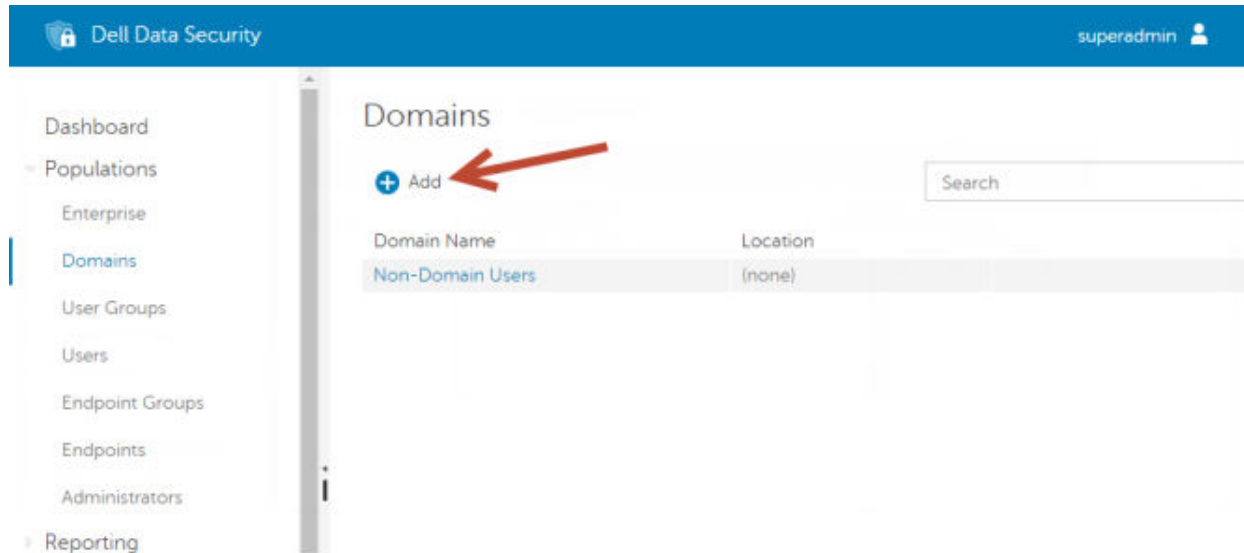 Dell Data Security
superadmin
Dashboard
Populations
Enterprise
Domains
User Groups
Users
Endpoint Groups
Endpoints
Administrators
Reporting
Domains
Add
Search
Domain Name Location
Non-Domain Users (none)